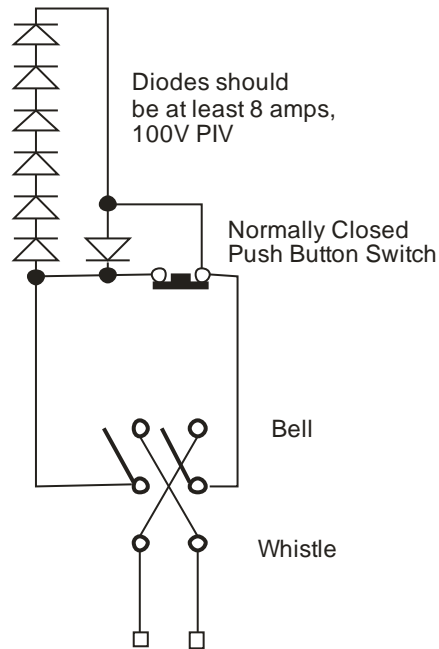 Diodes should
be at least 8 amps,
100V PIV
Normally Closed
Push Button Switch
Bell
Whistle